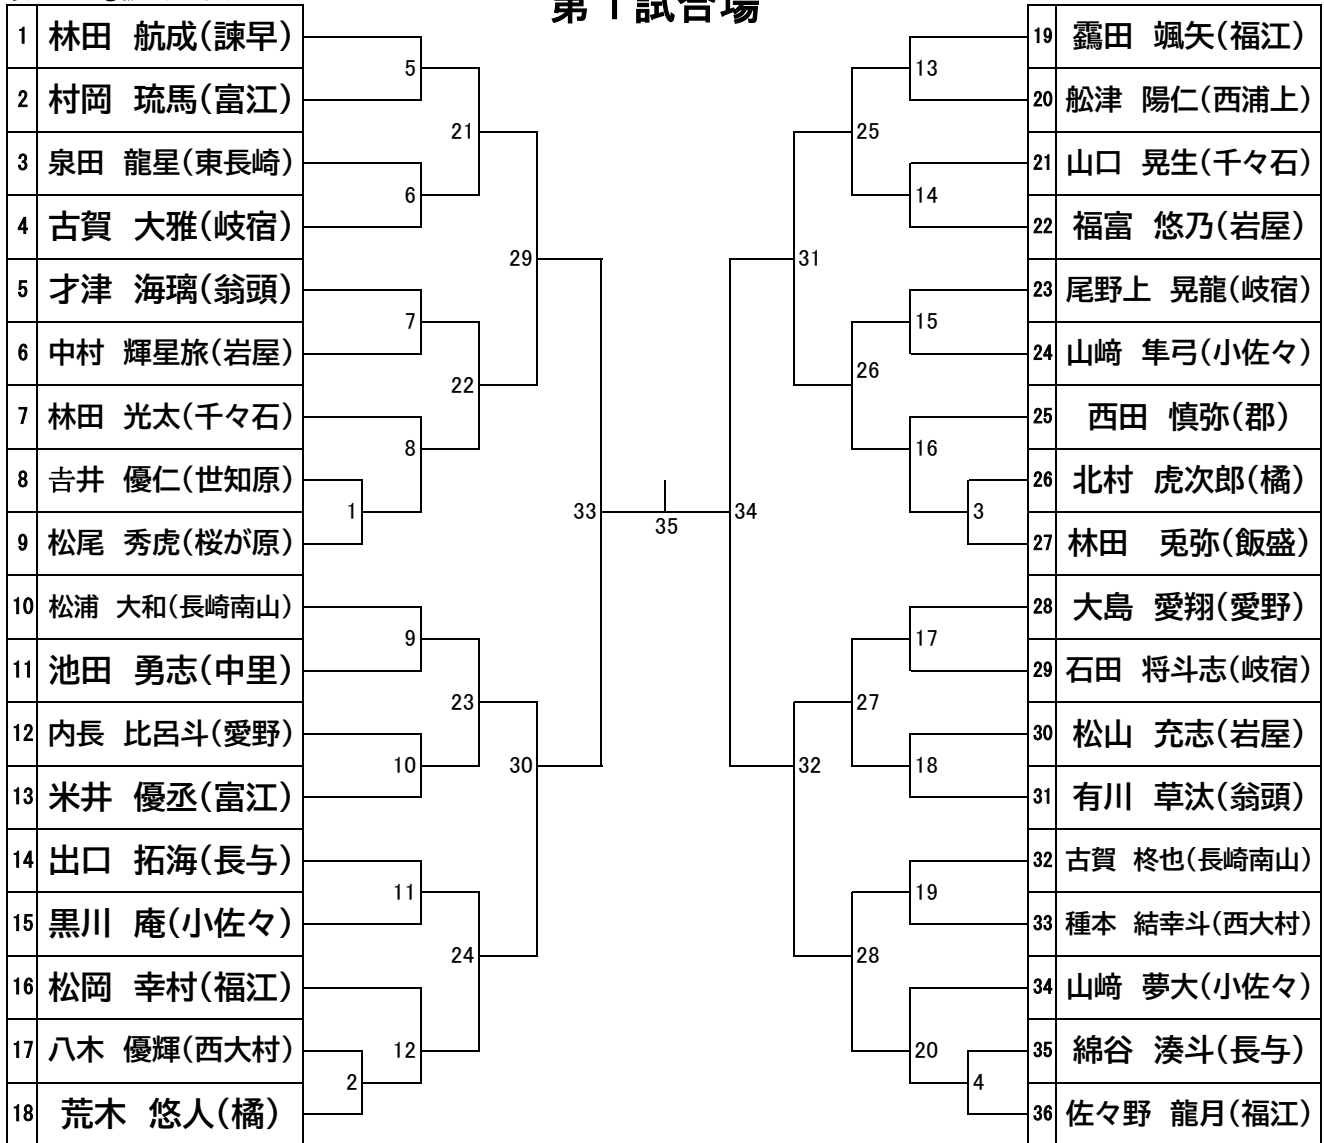 第１試合場
1 林田 航成(諫早)
2 村岡 琉馬(富江)
3 泉田 龍星(東長崎)
4 古賀 大雅(岐宿)
5 才津 海璃(翁頭)
6 中村 輝星旅(岩屋)
7 林田 光太(千々石)
8 𠮷井 優仁(世知原)
9 松尾 秀虎(桜が原)
10 松浦 大和(長崎南山)
11 池田 勇志(中里)
12 内長 比呂斗(愛野)
13 米井 優丞(富江)
14 出口 拓海(長与)
15 黒川 庵(小佐々)
16 松岡 幸村(福江)
17 八木 優輝(西大村)
18 荒木 悠人(橘)
5
21
6
29
7
22
8
1
33
9
23
10
30
11
24
12
2
35
13
25
14
31
15
26
16
3
34
17
27
18
32
19
28
20
4
19 靏田 颯矢(福江)
20 舩津 陽仁(西浦上)
21 山口 晃生(千々石)
22 福富 悠乃(岩屋)
23 尾野上 晃龍(岐宿)
24 山﨑 隼弓(小佐々)
25 西田 慎弥(郡)
26 北村 虎次郎(橘)
27 林田 兎弥(飯盛)
28 大島 愛翔(愛野)
29 石田 将斗志(岐宿)
30 松山 充志(岩屋)
31 有川 草汰(翁頭)
32 古賀 柊也(長崎南山)
33 種本 結幸斗(西大村)
34 山﨑 夢大(小佐々)
35 綿谷 湊斗(長与)
36 佐々野 龍月(福江)